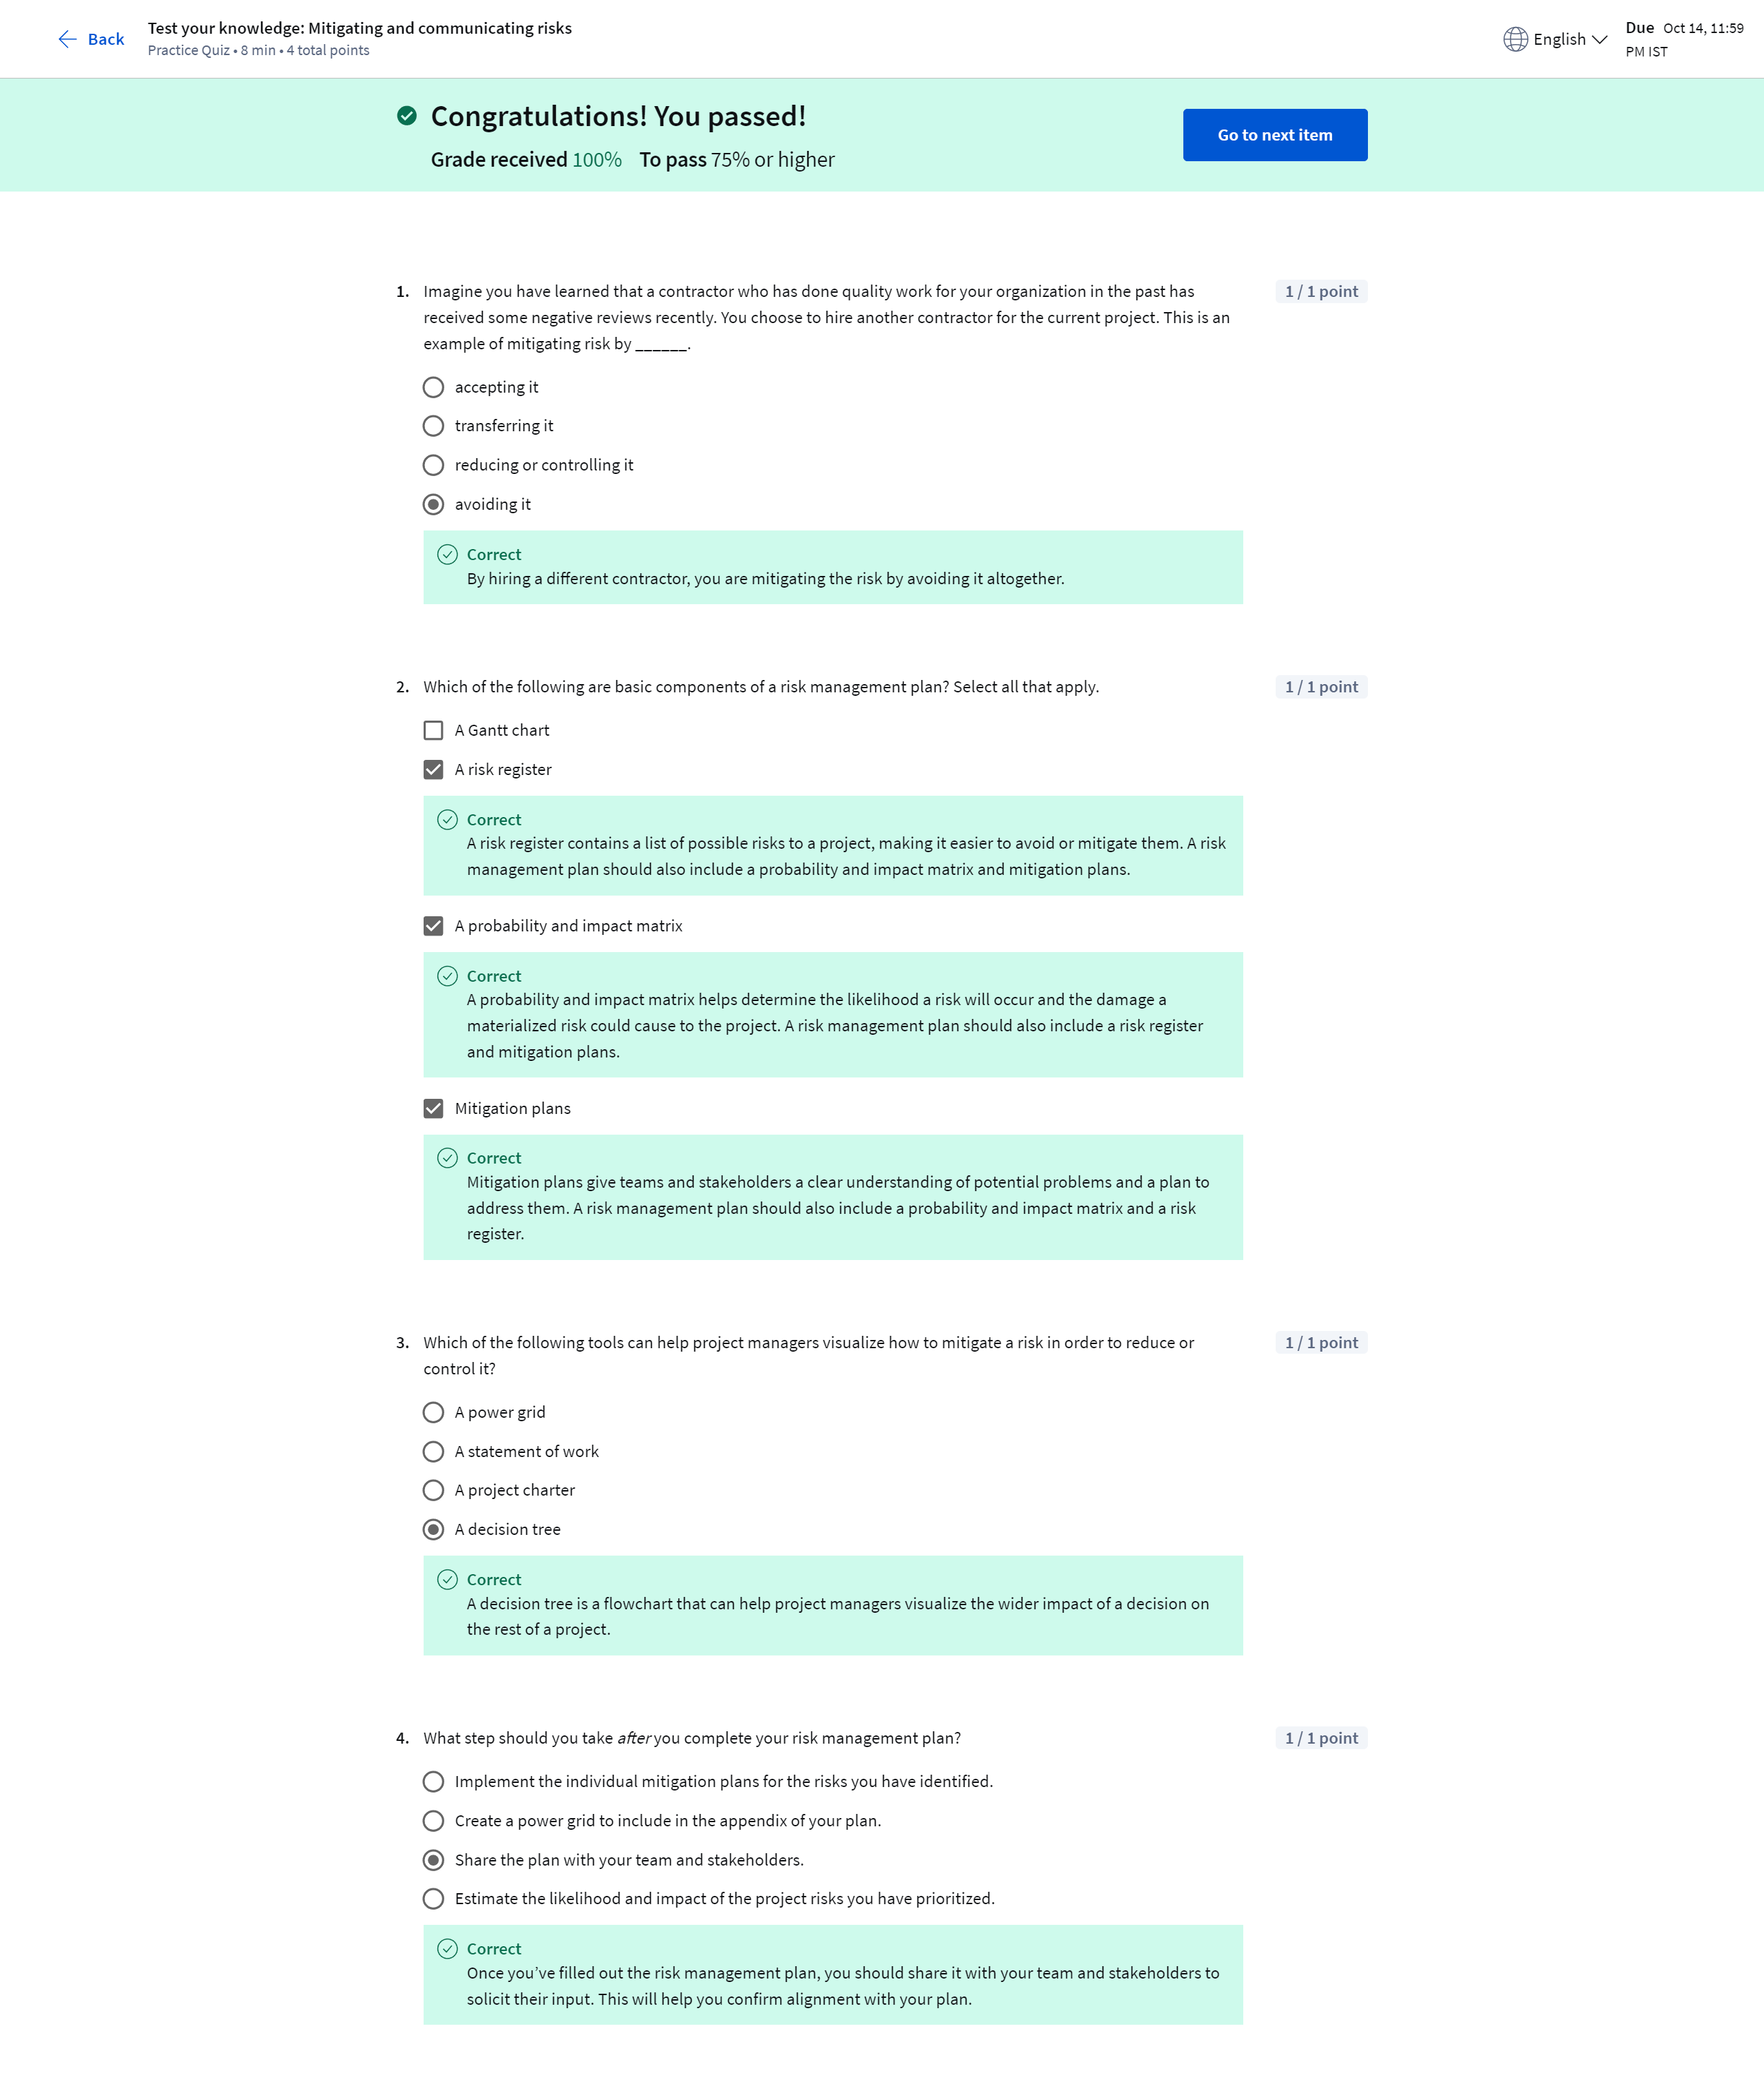 Back
Test your knowledge: Mitigating and communicating risks
Practice Quiz • 8 min • 4 total points
English
Due Oct 14, 11:59
PM IST
Congratulations! You passed!
Grade received 100% To pass 75% or higher
Go to next item
1. Imagine you have learned that a contractor who has done quality work for your organization in the past has
received some negative reviews recently. You choose to hire another contractor for the current project. This is an
example of mitigating risk by ______.
1 / 1 point
accepting it
transferring it
reducing or controlling it
avoiding it
Correct
By hiring a different contractor, you are mitigating the risk by avoiding it altogether.
2. Which of the following are basic components of a risk management plan? Select all that apply.
1 / 1 point
A Gantt chart
A risk register
Correct
A risk register contains a list of possible risks to a project, making it easier to avoid or mitigate them. A risk
management plan should also include a probability and impact matrix and mitigation plans.
A probability and impact matrix
Correct
A probability and impact matrix helps determine the likelihood a risk will occur and the damage a
materialized risk could cause to the project. A risk management plan should also include a risk register
and mitigation plans.
Mitigation plans
Correct
Mitigation plans give teams and stakeholders a clear understanding of potential problems and a plan to
address them. A risk management plan should also include a probability and impact matrix and a risk
register.
3. Which of the following tools can help project managers visualize how to mitigate a risk in order to reduce or
control it?
1 / 1 point
A power grid
A statement of work
A project charter
A decision tree
Correct
A decision tree is a flowchart that can help project managers visualize the wider impact of a decision on
the rest of a project.
4. What step should you take after you complete your risk management plan?
1 / 1 point
Implement the individual mitigation plans for the risks you have identified.
Create a power grid to include in the appendix of your plan.
Share the plan with your team and stakeholders.
Estimate the likelihood and impact of the project risks you have prioritized.
Correct
Once you’ve filled out the risk management plan, you should share it with your team and stakeholders to
solicit their input. This will help you confirm alignment with your plan.